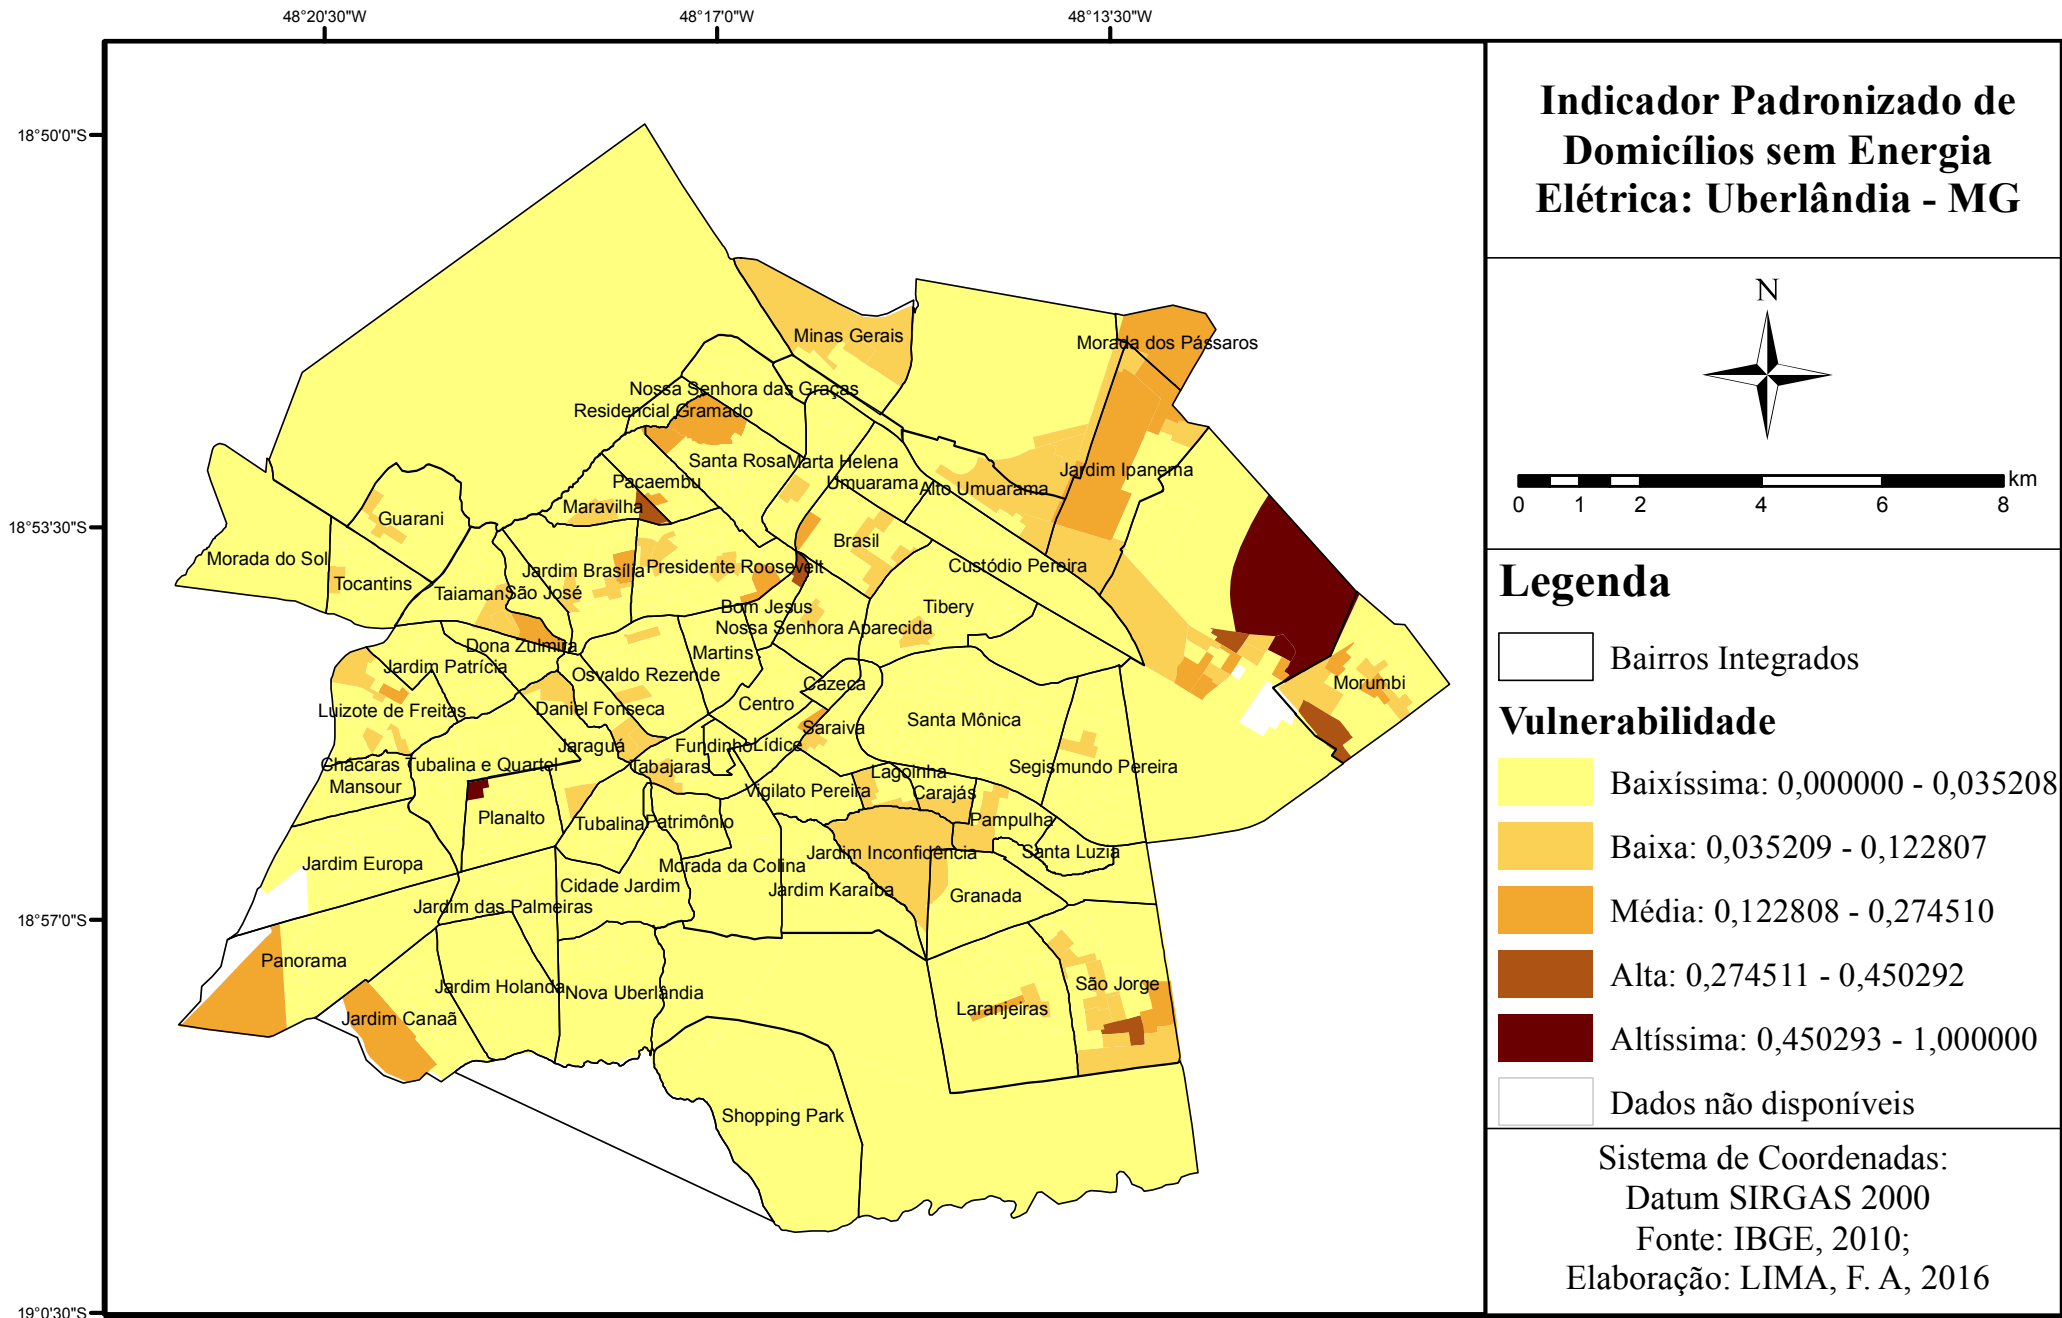 48°20'30"W
48°17'0"W
48°13'30"W
18°50'0"S
18°53'30"S
18°57'0"S
19°0'30"S
Minas Gerais
Morada dos Pássaros
Nossa Senhora das Graças
Residencial Gramado
Santa Rosa
Marta Helena
Jardim Ipanema
Pacaembu
Umuarama
Alto Umuarama
Maravilha
Guarani
Brasil
Morada do Sol
Custódio Pereira
Jardim Brasília
Presidente Roosevelt
Tocantins
Taiaman
São José
Bom Jesus
Tibery
Nossa Senhora Aparecida
Dona Zulmira
Martins
Jardim Patrícia
Osvaldo Rezende
Cazeca
Morumbi
Luizote de Freitas
Daniel Fonseca
Centro
Santa Mônica
Saraiva
Jaraguá
Fundinho
Lídice
Chácaras Tubalina e Quartel
Tabajaras
Lagoinha
Segismundo Pereira
Mansour
Vigilato Pereira
Carajás
Planalto
Tubalina
Patrimônio
Pampulha
Jardim Europa
Morada da Colina
Jardim Inconfidência
Santa Luzia
Cidade Jardim
Jardim Karaíba
Granada
Jardim das Palmeiras
Panorama
Jardim Holanda
Nova Uberlândia
São Jorge
Laranjeiras
Jardim Canaã
Shopping Park
Indicador Padronizado de
Domicílios sem Energia
Elétrica: Uberlândia - MG
N
km
0 1 2 4 6 8
Legenda
Bairros Integrados
Vulnerabilidade
Baixíssima: 0,000000 - 0,035208
Baixa: 0,035209 - 0,122807
Média: 0,122808 - 0,274510
Alta: 0,274511 - 0,450292
Altíssima: 0,450293 - 1,000000
Dados não disponíveis
Sistema de Coordenadas:
Datum SIRGAS 2000
Fonte: IBGE, 2010;
Elaboração: LIMA, F. A, 2016